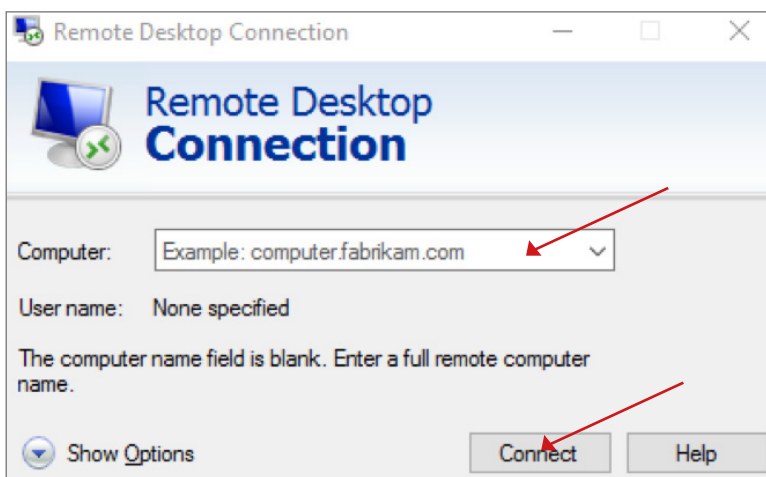 Remote Desktop Connection
Remote Desktop
Connection
Computer: Example: computer.fabrikam.com
User name: None specified
The computer name field is blank. Enter a full remote computer
name.
Show Options Connect Help